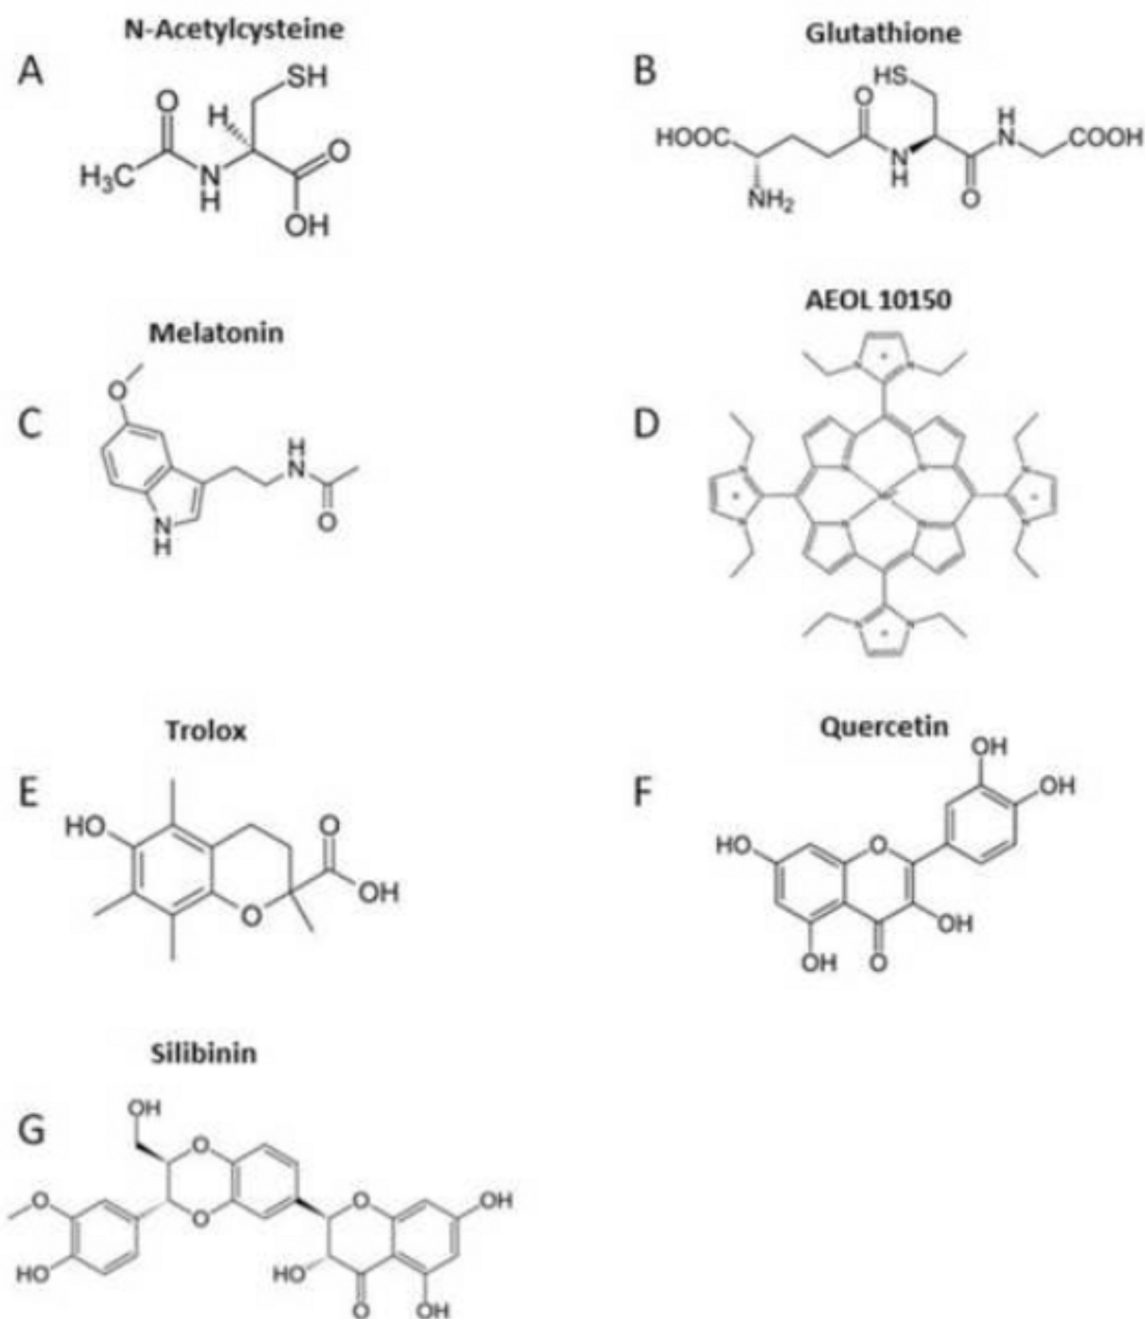 N-Acetylcysteine
A
SH
O
H
O
H₃C
N
H
OH
Glutathione
B
HS
O
H
N
HOOC
COOH
N
H
NH₂
O
Melatonin
C
O
H
N
O
N
H
AEOL 10150
D
N
N
N
N
N
N
N
N
N
N
N
N
Trolox
E
HO
O
OH
O
Quercetin
F
OH
OH
HO
O
OH
OH
O
Silibinin
G
OH
O
O
O
OH
O
HO
HO
O
OH